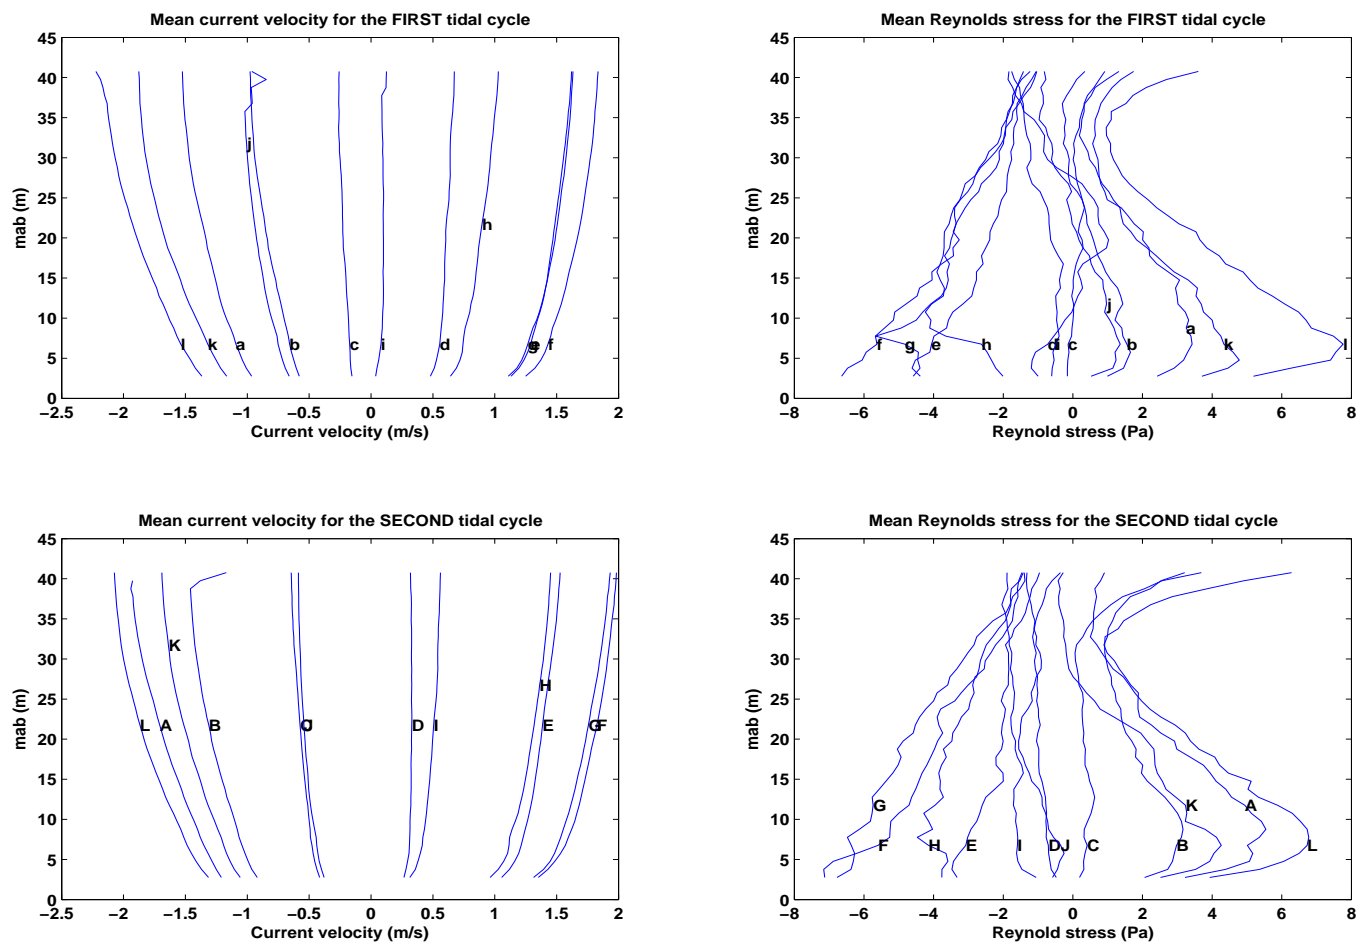 Mean current velocity for the FIRST tidal cycle
45
40
35
30
25
20
15
10
5
0
mab (m)
−2.5 −2 −1.5 −1 −0.5 0 0.5 1 1.5 2
Current velocity (m/s)
j
h
l k a b c i d g e f
Mean Reynolds stress for the FIRST tidal cycle
45
40
35
30
25
20
15
10
5
0
mab (m)
−8 −6 −4 −2 0 2 4 6 8
Reynold stress (Pa)
j
a
f g e h d i c b k l
Mean current velocity for the SECOND tidal cycle
45
40
35
30
25
20
15
10
5
0
mab (m)
−2.5 −2 −1.5 −1 −0.5 0 0.5 1 1.5 2
Current velocity (m/s)
K
H
L A B C J D I E G F
Mean Reynolds stress for the SECOND tidal cycle
45
40
35
30
25
20
15
10
5
0
mab (m)
−8 −6 −4 −2 0 2 4 6 8
Reynold stress (Pa)
G K A
F H E I D J C B L